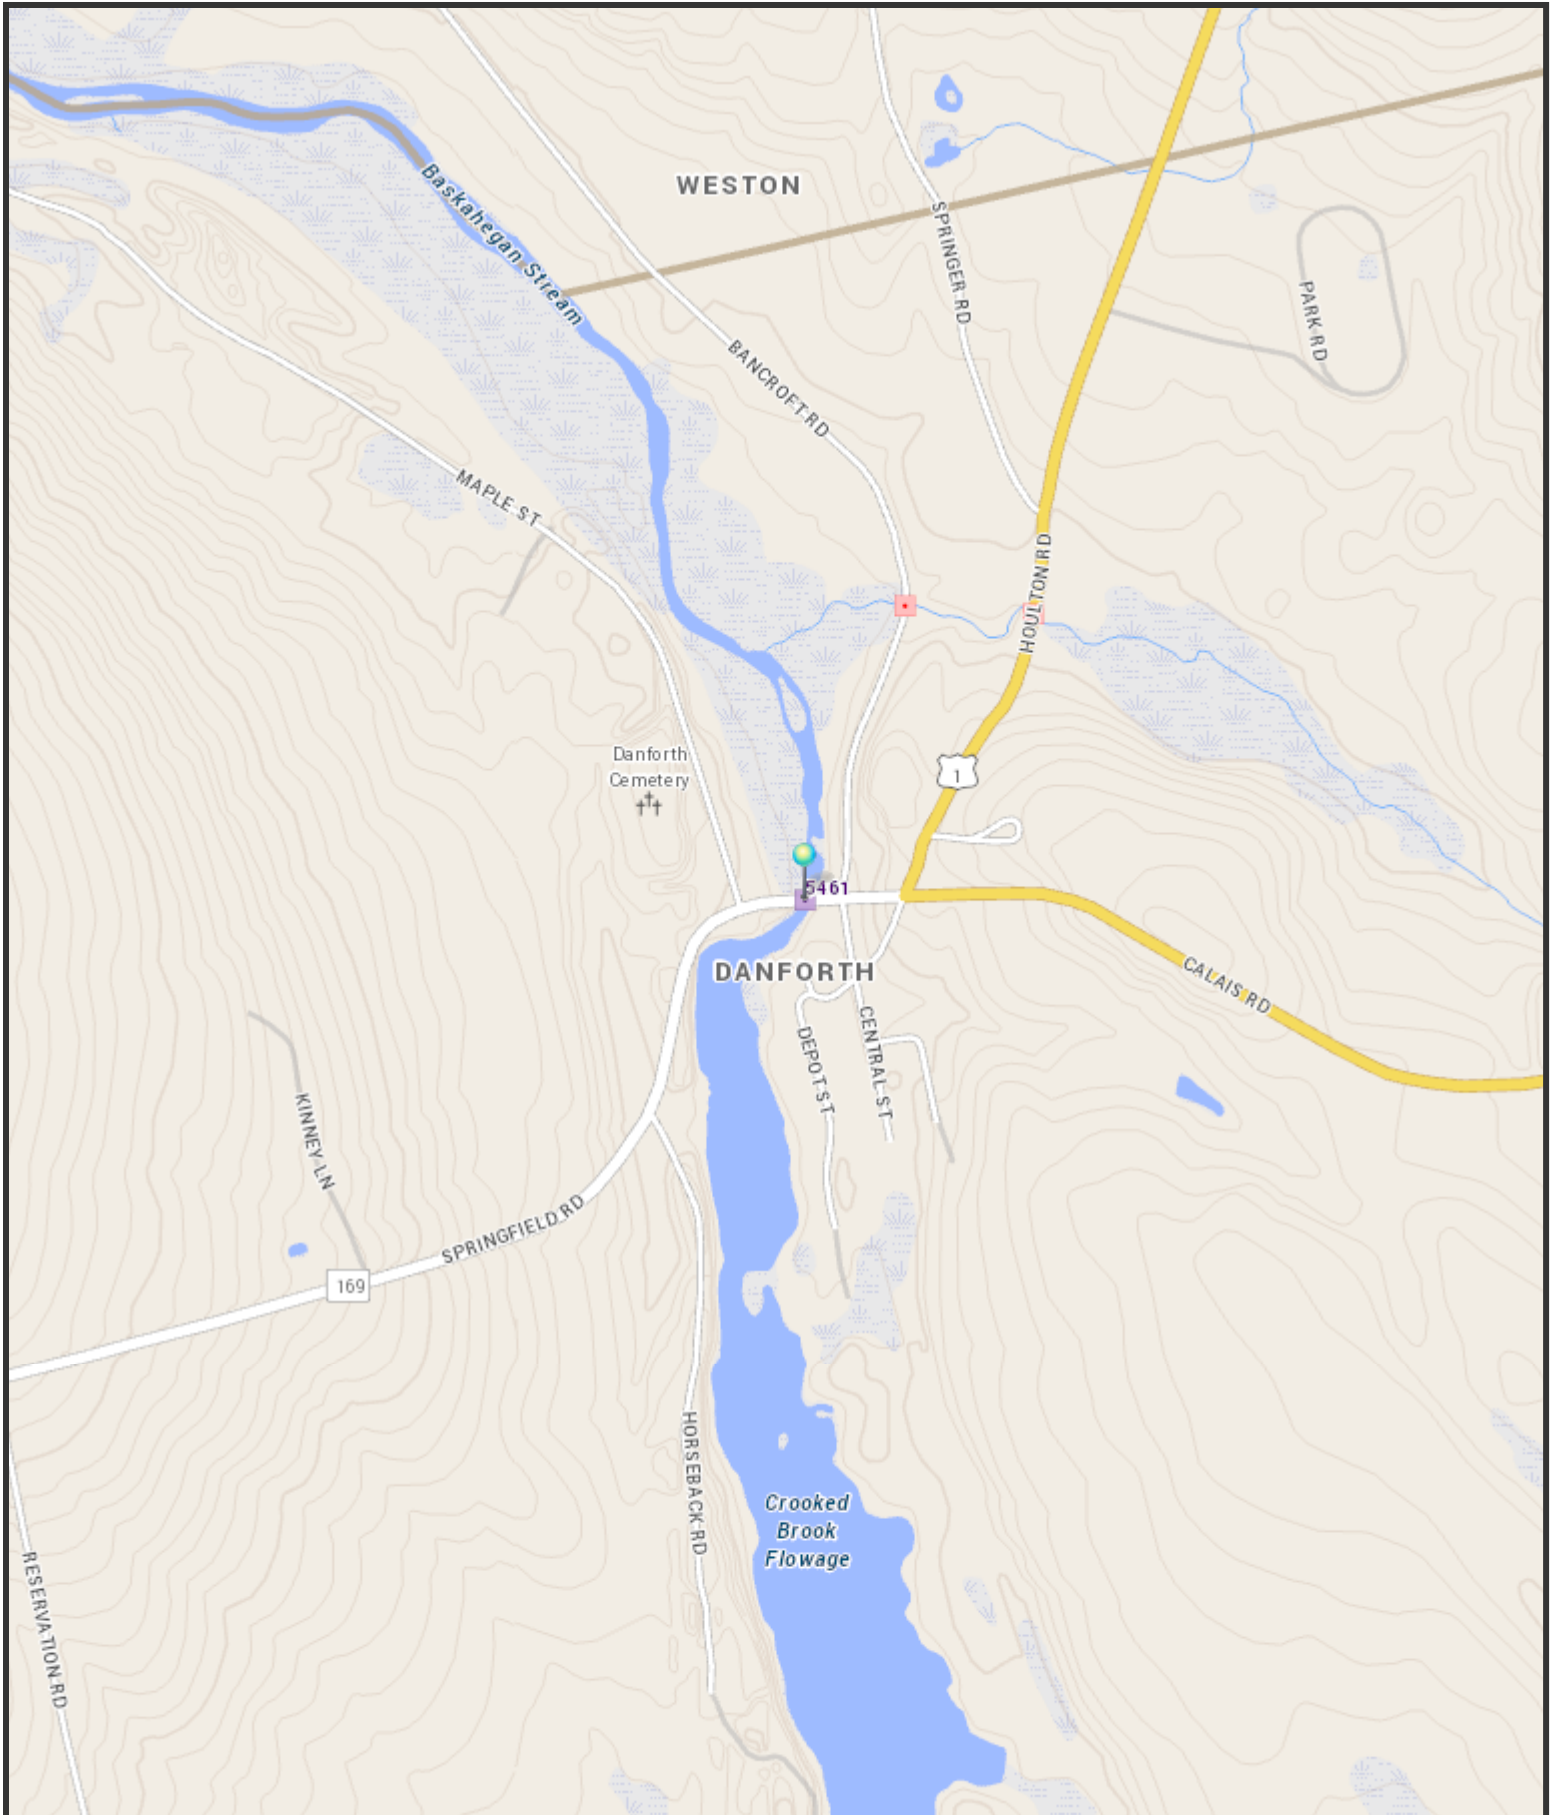 Baskahegan Stream
WESTON
SPRINGER RD
PARK RD
BANCROFT RD
MAPLE ST
HOULTON RD
Danforth
Cemetery
1
5461
DANFORTH
CALAIS RD
DEPOT ST
CENTRAL ST
KINNEY LN
SPRINGFIELD RD
169
HORSEBACK RD
Crooked
Brook
Flowage
RESERVATION RD